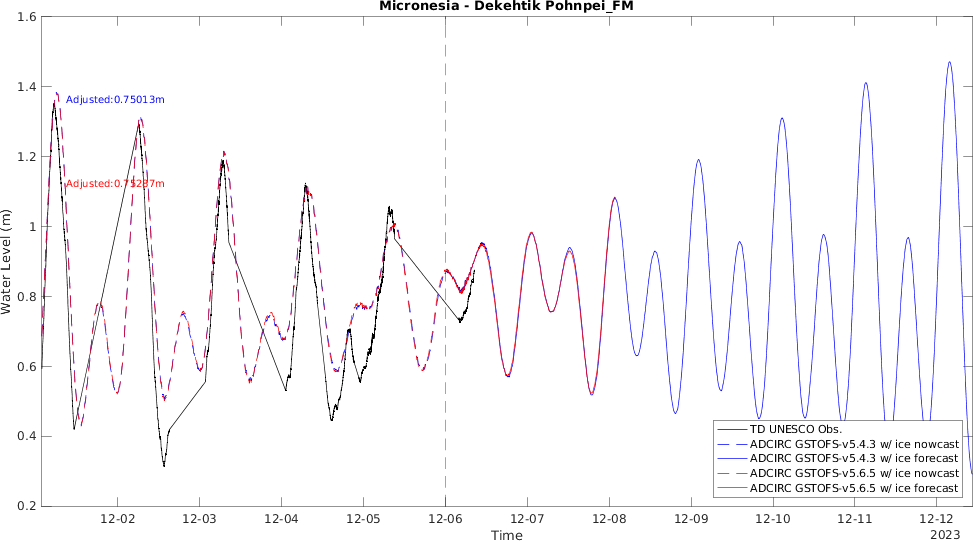 Micronesia - Dekehtik Pohnpei_FM
1.6
1.4
1.2
1
0.8
0.6
0.4
0.2
Water Level (m)
Adjusted:0.75013m
Adjusted:0.75237m
TD UNESCO Obs.
ADCIRC GSTOFS-v5.4.3 w/ ice nowcast
ADCIRC GSTOFS-v5.4.3 w/ ice forecast
ADCIRC GSTOFS-v5.6.5 w/ ice nowcast
ADCIRC GSTOFS-v5.6.5 w/ ice forecast
12-02 12-03 12-04 12-05 12-06 12-07 12-08 12-09 12-10 12-11 12-12
Time
2023